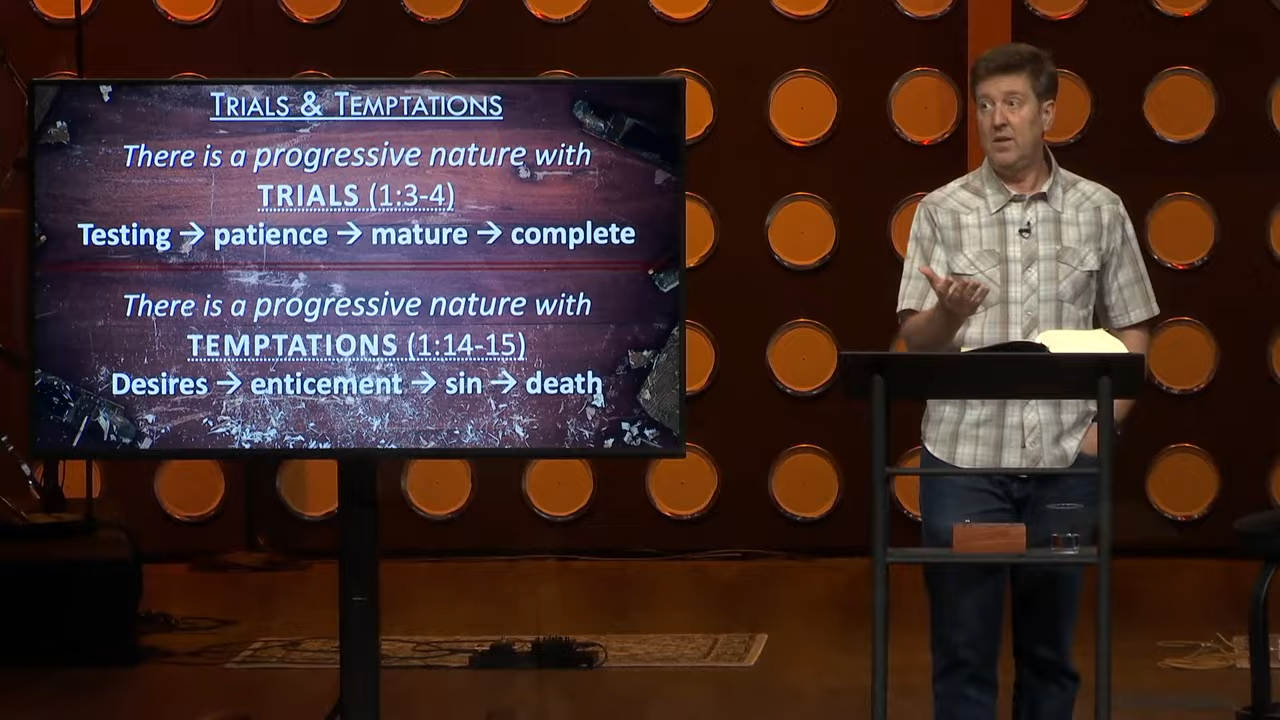 TRIALS & TEMPTATIONS
There is a progressive nature with
TRIALS (1:3-4)
Testing → patience → mature → complete
There is a progressive nature with
TEMPTATIONS (1:14-15)
Desires → enticement → sin → death